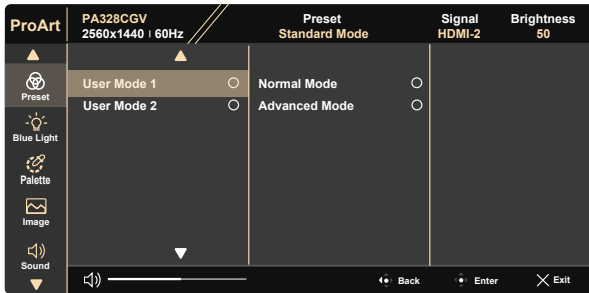 ProArt
PA328CGV
2560x1440 | 60Hz
Preset
Standard Mode
Signal
HDMI-2
Brightness
50
Preset
Blue Light
Palette
Image
Sound
User Mode 1
User Mode 2
Normal Mode
Advanced Mode
Back
Enter
Exit